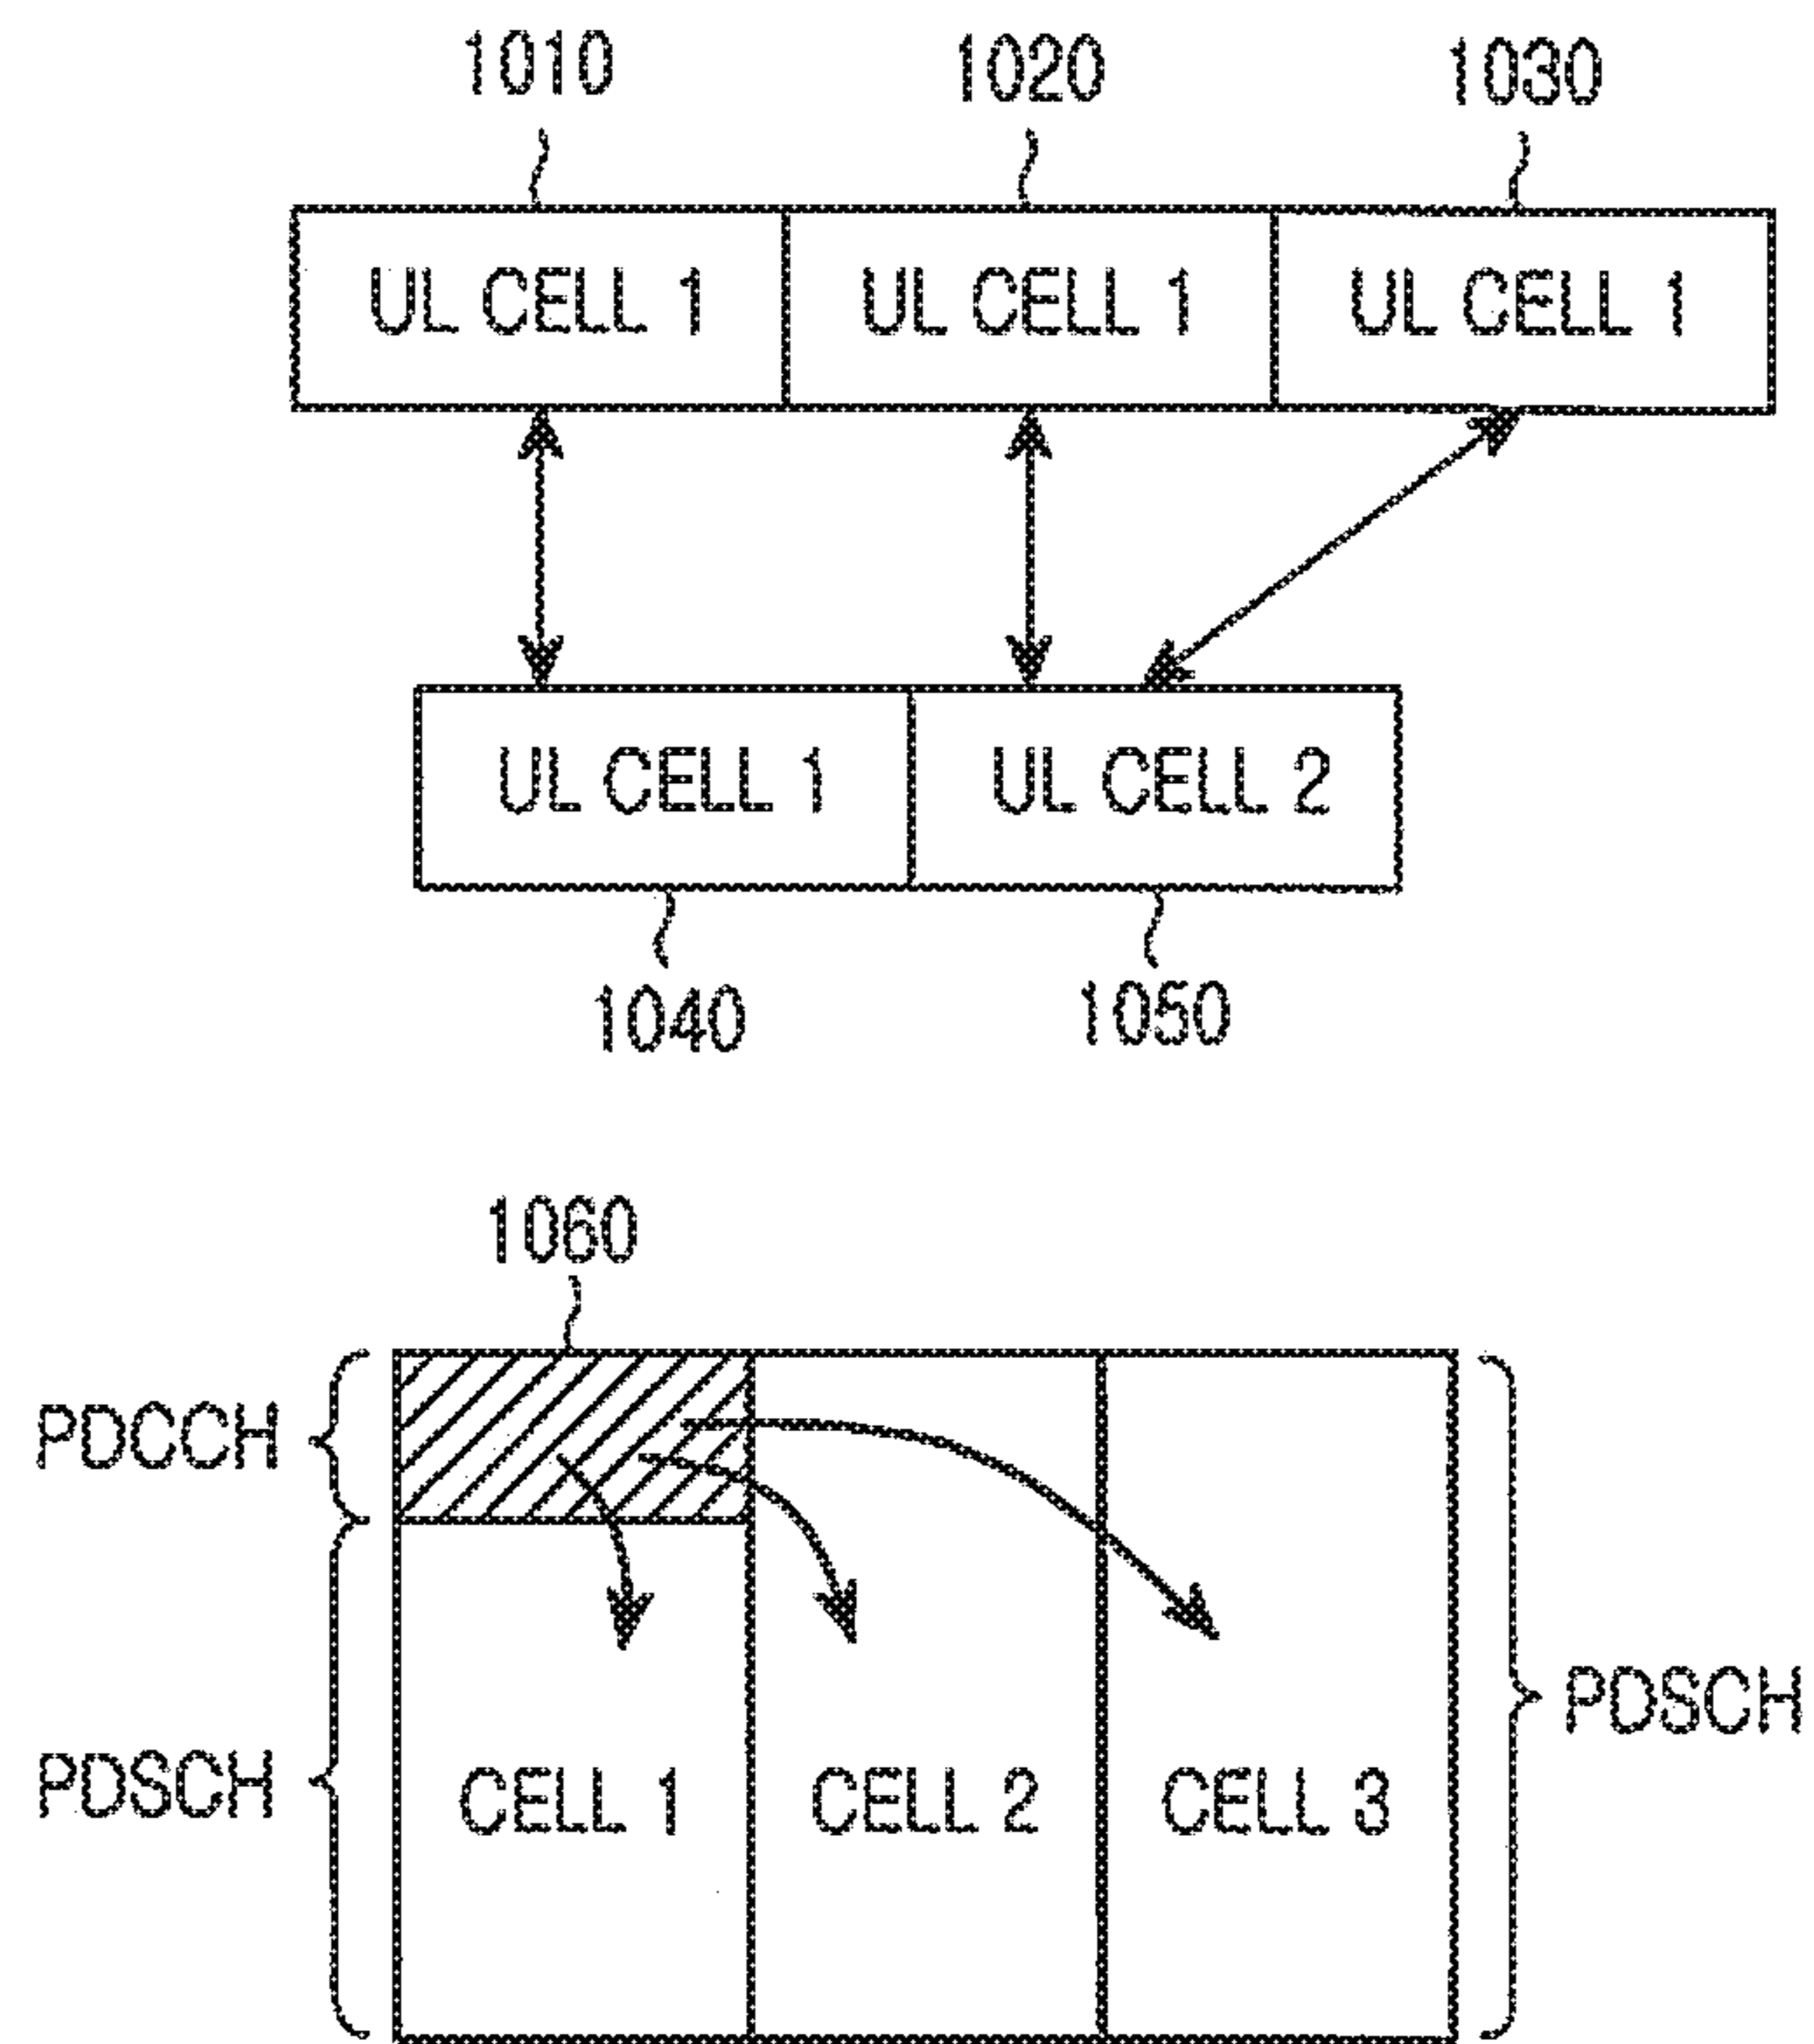 1010 1020 1030
UL CELL 1 UL CELL 1 UL CELL 1
UL CELL 1 UL CELL 2
1040 1050
1060
PDCCH
PDSCH
PDSCH
CELL 1 CELL 2 CELL 3